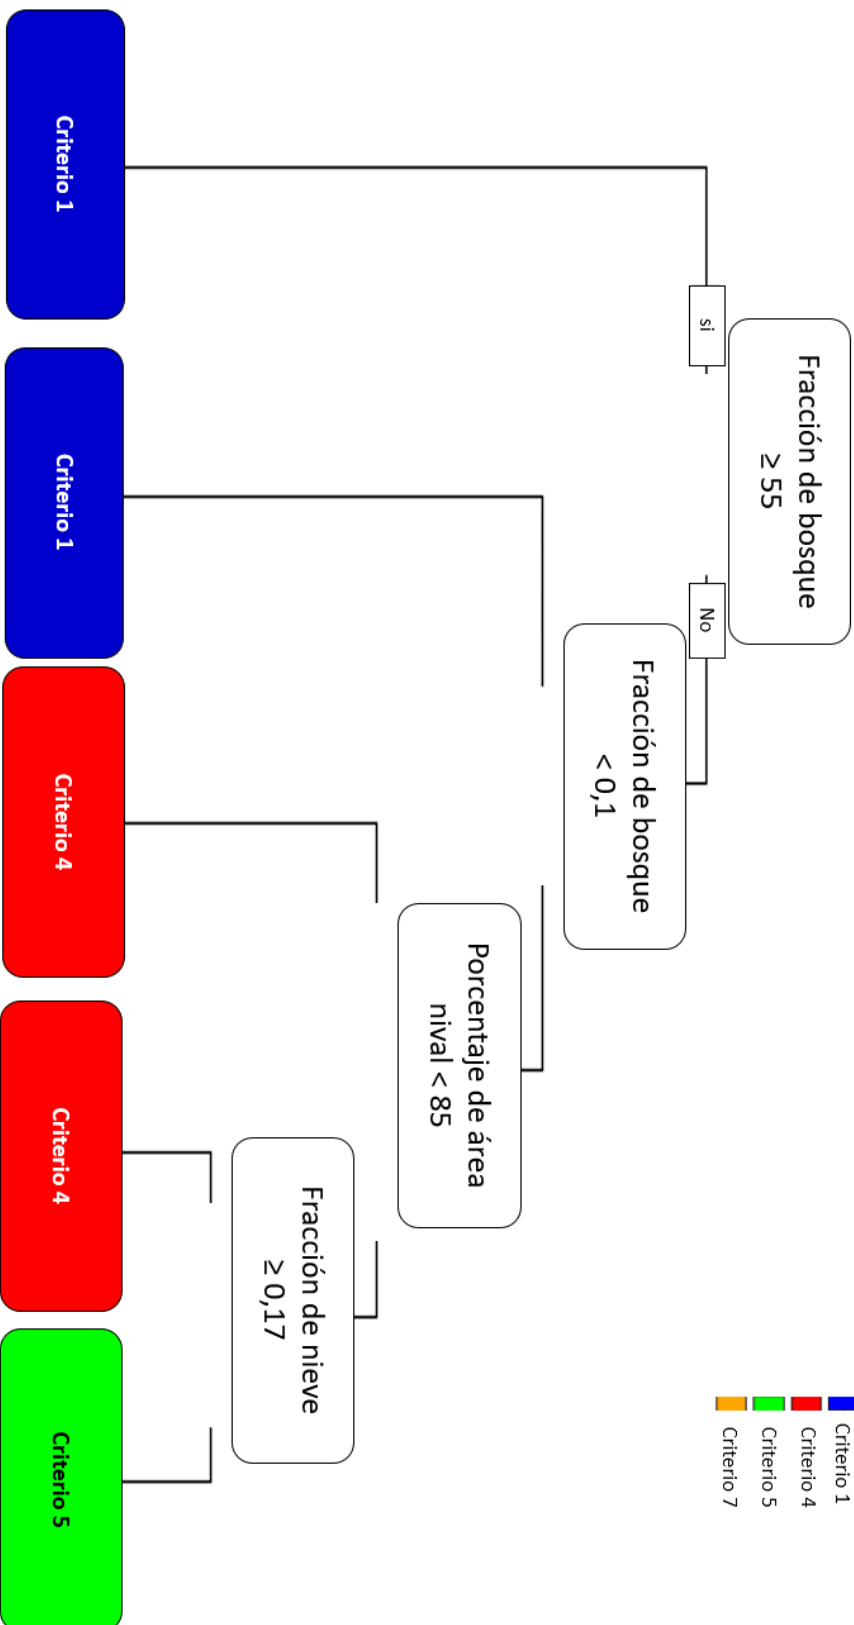 Fracción de bosque
≥ 55
si
No
Fracción de bosque
< 0,1
Porcentaje de área
nival < 85
Fracción de nieve
≥ 0,17
Criterio 1
Criterio 1
Criterio 4
Criterio 4
Criterio 5
Criterio 1
Criterio 4
Criterio 5
Criterio 7